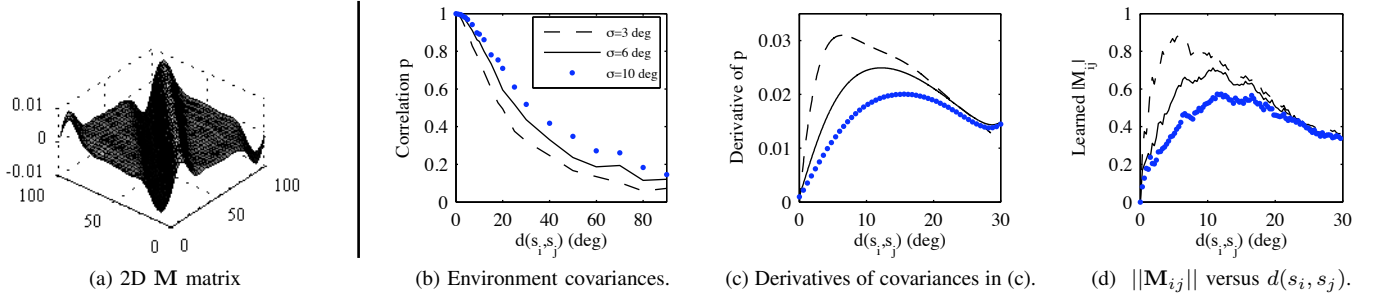 0.01
0
-0.01
100
50
0
0
50
100
(a) 2D M matrix
Correlation p
1
0.8
0.6
0.4
0.2
0
0 20 40 60 80
d(s_i,s_j) (deg)
σ=3 deg
σ=6 deg
σ=10 deg
(b) Environment covariances.
Derivative of p
0.03
0.02
0.01
0
0 10 20 30
d(s_i,s_j) (deg)
(c) Derivatives of covariances in (c).
Learned |M_ij|
1
0.8
0.6
0.4
0.2
0
0 10 20 30
d(s_i,s_j) (deg)
(d) ||M_ij|| versus d(s_i, s_j).